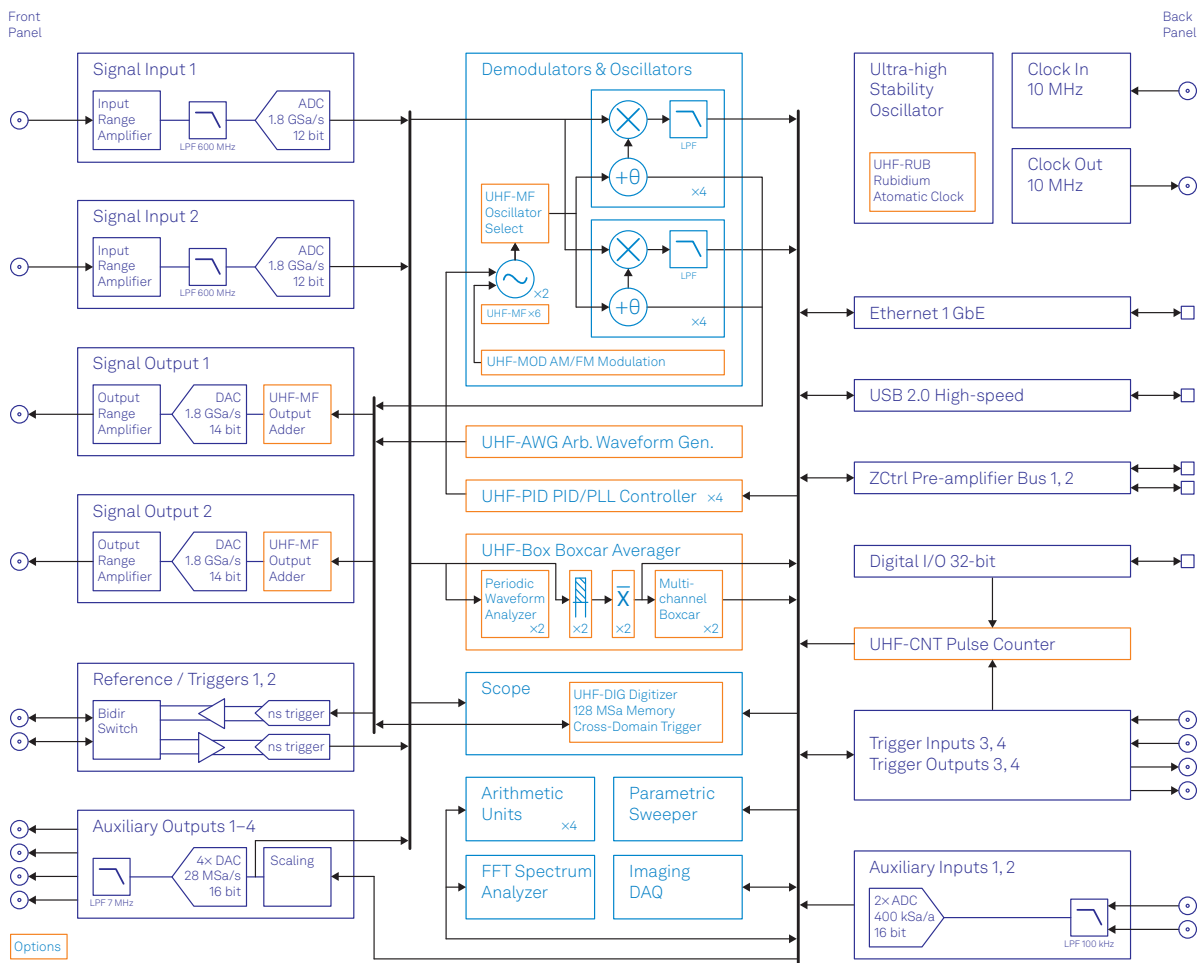 Front
Panel
Back
Panel
Signal Input 1
Input
Range
Amplifier
LPF 600 MHz
ADC
1.8 GSa/s
12 bit
Signal Input 2
Input
Range
Amplifier
LPF 600 MHz
ADC
1.8 GSa/s
12 bit
Signal Output 1
Output
Range
Amplifier
DAC
1.8 GSa/s
14 bit
UHF-MF
Output
Adder
Signal Output 2
Output
Range
Amplifier
DAC
1.8 GSa/s
14 bit
UHF-MF
Output
Adder
Reference / Triggers 1, 2
Bidir
Switch
ns trigger
ns trigger
Auxiliary Outputs 1–4
LPF 7 MHz
4× DAC
28 MSa/s
16 bit
Scaling
Options
Demodulators & Oscillators
LPF
+θ
×4
UHF-MF
Oscillator
Select
×2
UHF-MF×6
LPF
+θ
×4
UHF-MOD AM/FM Modulation
UHF-AWG Arb. Waveform Gen.
UHF-PID PID/PLL Controller ×4
UHF-Box Boxcar Averager
Periodic
Waveform
Analyzer
×2
×2
X
×2
Multi-
channel
Boxcar
×2
Scope
UHF-DIG Digitizer
128 MSa Memory
Cross-Domain Trigger
Arithmetic
Units
×4
Parametric
Sweeper
FFT Spectrum
Analyzer
Imaging
DAQ
Ultra-high
Stability
Oscillator
UHF-RUB
Rubidium
Atomatic Clock
Clock In
10 MHz
Clock Out
10 MHz
Ethernet 1 GbE
USB 2.0 High-speed
ZCtrl Pre-amplifier Bus 1, 2
Digital I/O 32-bit
UHF-CNT Pulse Counter
Trigger Inputs 3, 4
Trigger Outputs 3, 4
Auxiliary Inputs 1, 2
2× ADC
400 kSa/a
16 bit
LPF 100 kHz